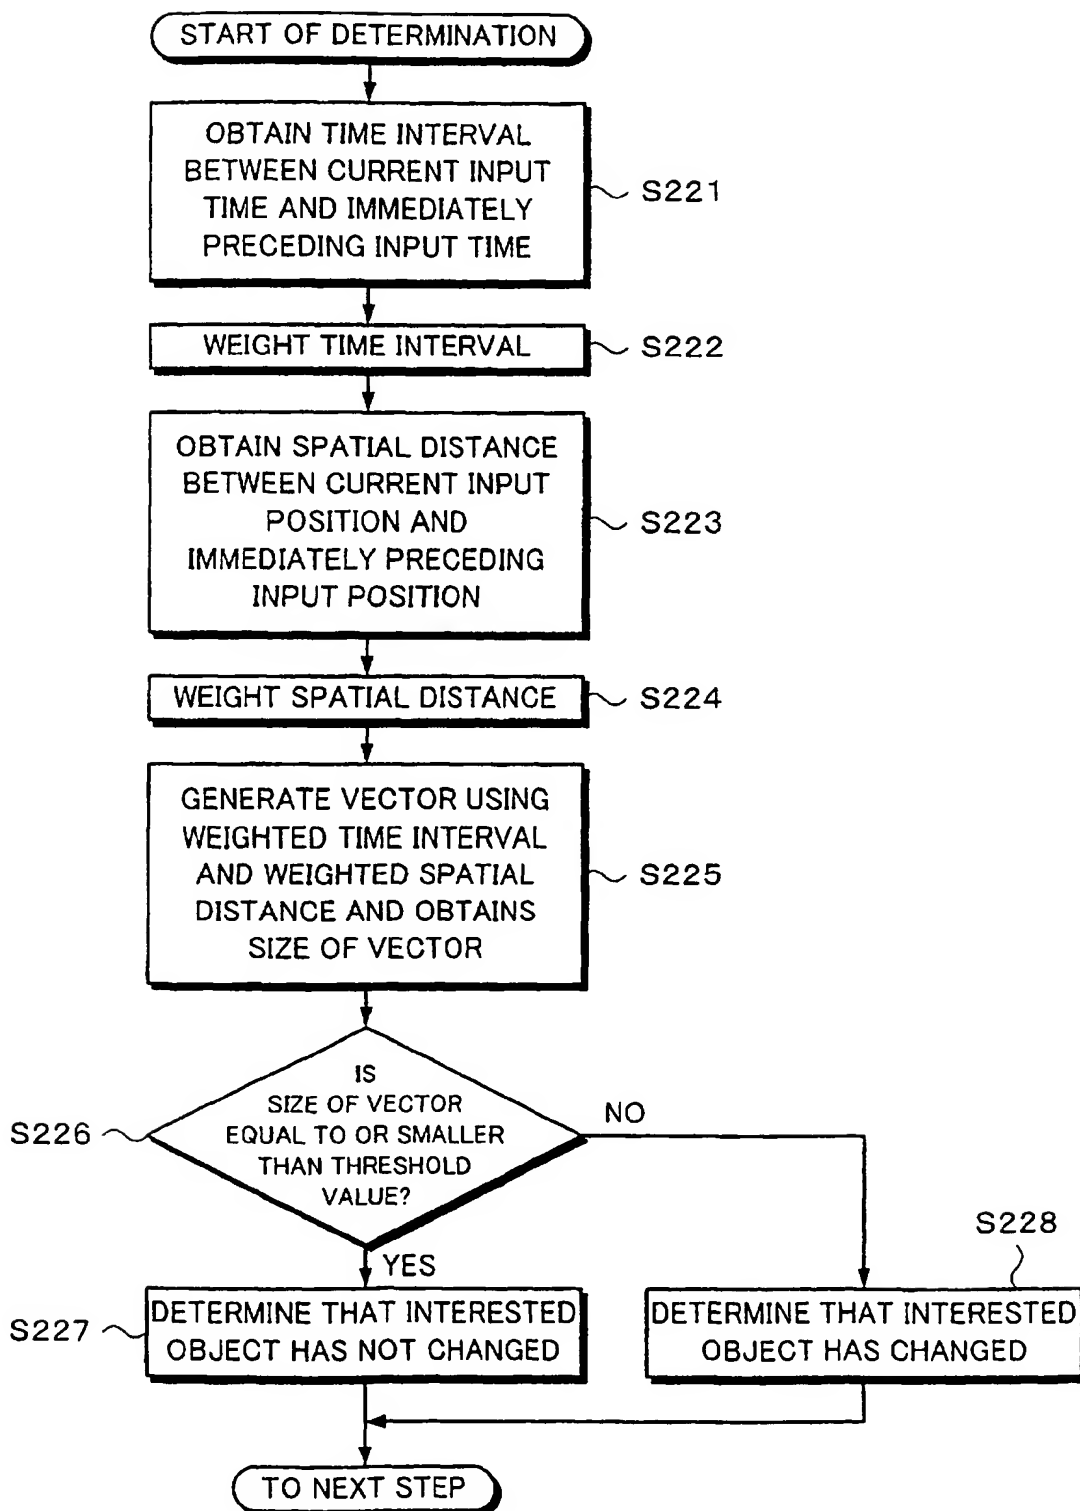 START OF DETERMINATION
OBTAIN TIME INTERVAL
BETWEEN CURRENT INPUT
TIME AND IMMEDIATELY
PRECEDING INPUT TIME
S221
WEIGHT TIME INTERVAL
S222
OBTAIN SPATIAL DISTANCE
BETWEEN CURRENT INPUT
POSITION AND
IMMEDIATELY PRECEDING
INPUT POSITION
S223
WEIGHT SPATIAL DISTANCE
S224
GENERATE VECTOR USING
WEIGHTED TIME INTERVAL
AND WEIGHTED SPATIAL
DISTANCE AND OBTAINS
SIZE OF VECTOR
S225
IS
SIZE OF VECTOR
EQUAL TO OR SMALLER
THAN THRESHOLD
VALUE?
S226
NO
YES
S228
DETERMINE THAT INTERESTED
OBJECT HAS NOT CHANGED
S227
DETERMINE THAT INTERESTED
OBJECT HAS CHANGED
TO NEXT STEP